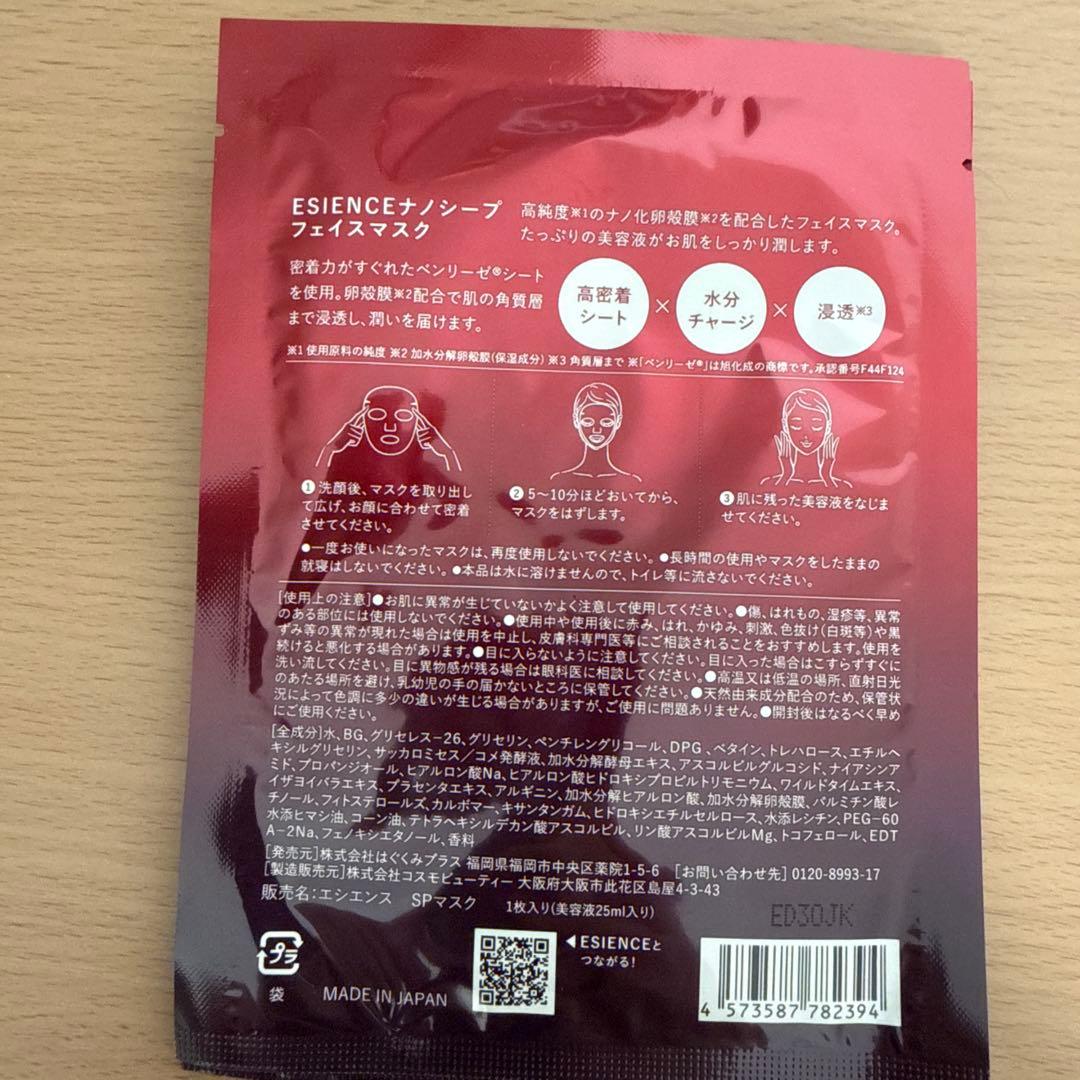 ESIENCEナノシープ
フェイスマスク
高純度※1のナノ化卵殻膜※2を配合したフェイスマスク。
たっぷりの美容液がお肌をしっかり潤します。
密着力がすぐれたベンリーゼ®シート
を使用。卵殻膜※2配合で肌の角質層
まで浸透し、潤いを届けます。
高密着
シート
×
水分
チャージ
×
浸透※3
※1 使用原料の純度 ※2 加水分解卵殻膜(保湿成分) ※3 角質層まで ※「ベンリーゼ®」は旭化成の商標です。承認番号F44F124
① 洗顔後、マスクを取り出し
て広げ、お顔に合わせて密着
させてください。
② 5〜10分ほどおいてから、
マスクをはずします。
③ 肌に残った美容液をなじま
せてください。
●一度お使いになったマスクは、再度使用しないでください。●長時間の使用やマスクをしたままの
就寝はしないでください。●本品は水に溶けませんので、トイレ等に流さないでください。
[使用上の注意]●お肌に異常が生じていないかよく注意して使用してください。●傷、はれもの、湿疹等、異常
のある部位には使用しないでください。●使用中や使用後に赤み、はれ、かゆみ、刺激、色抜け(白斑等)や黒
ずみ等の異常が現れた場合は使用を中止し、皮膚科専門医等にご相談されることをおすすめします。使用を
続けると悪化する場合があります。●目に入らないように注意してください。目に入った場合はこすらずすぐに
洗い流してください。目に異物感が残る場合は眼科医に相談してください。●高温又は低温の場所、直射日光
のあたる場所を避け、乳幼児の手の届かないところに保管してください。●天然由来成分配合のため、保管状
況によって色調に多少の違いが生じる場合がありますが、ご使用に問題ありません。●開封後はなるべく早め
にご使用ください。
[全成分]水、BG、グリセレス-26、グリセリン、ペンチレングリコール、DPG、ベタイン、トレハロース、エチルヘ
キシルグリセリン、サッカロミセス/コメ発酵液、加水分解酵母エキス、アスコルビルグルコシド、ナイアシンア
ミド、プロパンジオール、ヒアルロン酸Na、ヒアルロン酸ヒドロキシプロピルトリモニウム、ワイルドタイムエキス、
イザヨイバラエキス、プラセンタエキス、アルギニン、加水分解ヒアルロン酸、加水分解卵殻膜、パルミチン酸レ
チノール、フィトステロールズ、カルボマー、キサンタンガム、ヒドロキシエチルセルロース、水添レシチン、PEG-60
水添ヒマシ油、コーン油、テトラヘキシルデカン酸アスコルビル、リン酸アスコルビルMg、トコフェロール、EDT
A-2Na、フェノキシエタノール、香料
[発売元]株式会社はぐくみプラス 福岡県福岡市中央区薬院1-5-6 [お問い合わせ先] 0120-8993-17
[製造販売元]株式会社コスモビューティー 大阪府大阪市此花区島屋4-3-43
販売名：エシエンス SPマスク 1枚入り(美容液25ml入り)
ED30JK
プラ
袋
MADE IN JAPAN
◀ESIENCEと
つながる!
4 573587 782394